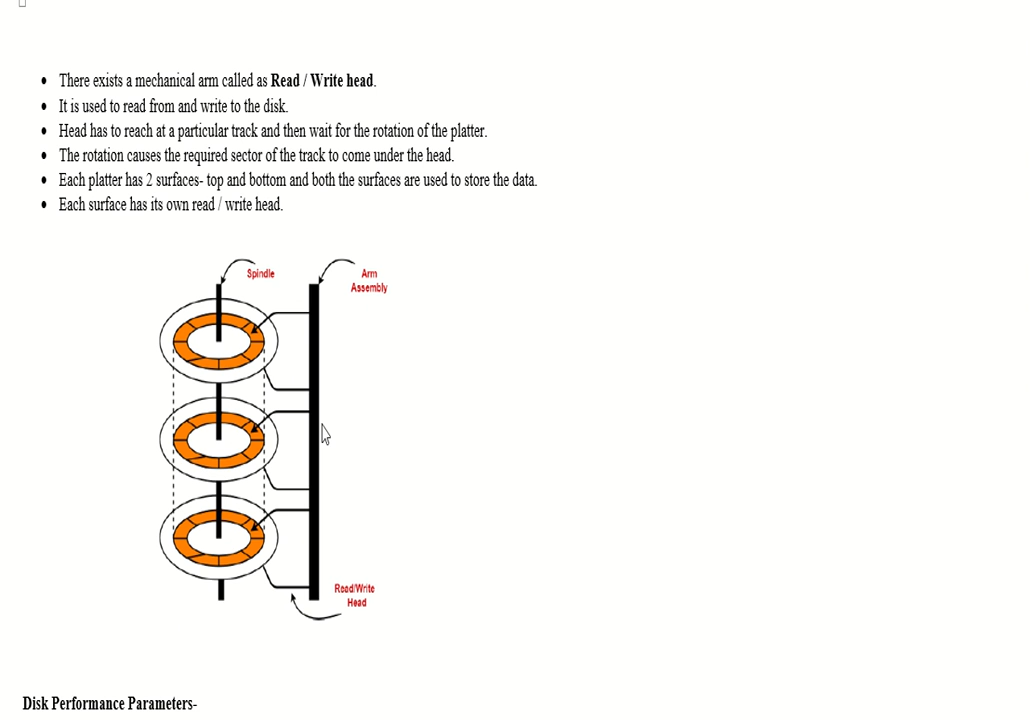 There exists a mechanical arm called as Read / Write head.
It is used to read from and write to the disk.
Head has to reach at a particular track and then wait for the rotation of the platter.
The rotation causes the required sector of the track to come under the head.
Each platter has 2 surfaces- top and bottom and both the surfaces are used to store the data.
Each surface has its own read / write head.
Spindle
Arm
Assembly
Read/Write
Head
Disk Performance Parameters-